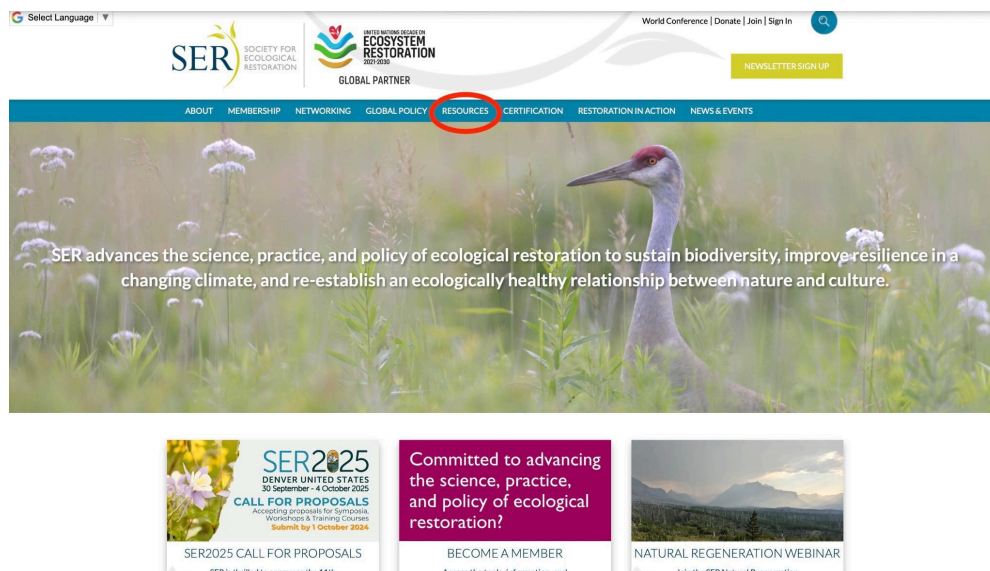 Select Language ▼
World Conference | Donate | Join | Sign In
SER
SOCIETY FOR
ECOLOGICAL
RESTORATION
UNITED NATIONS DECADE ON
ECOSYSTEM
RESTORATION
2021-2030
GLOBAL PARTNER
NEWSLETTER SIGN UP
ABOUT MEMBERSHIP NETWORKING GLOBAL POLICY RESOURCES CERTIFICATION RESTORATION IN ACTION NEWS & EVENTS
SER advances the science, practice, and policy of ecological restoration to sustain biodiversity, improve resilience in a
changing climate, and re-establish an ecologically healthy relationship between nature and culture.
SER2025
DENVER UNITED STATES
30 September - 4 October 2025
CALL FOR PROPOSALS
Accepting proposals for Symposia,
Workshops & Training Courses
Submit by 1 October 2024
SER2025 CALL FOR PROPOSALS
Committed to advancing
the science, practice,
and policy of ecological
restoration?
BECOME A MEMBER
NATURAL REGENERATION WEBINAR